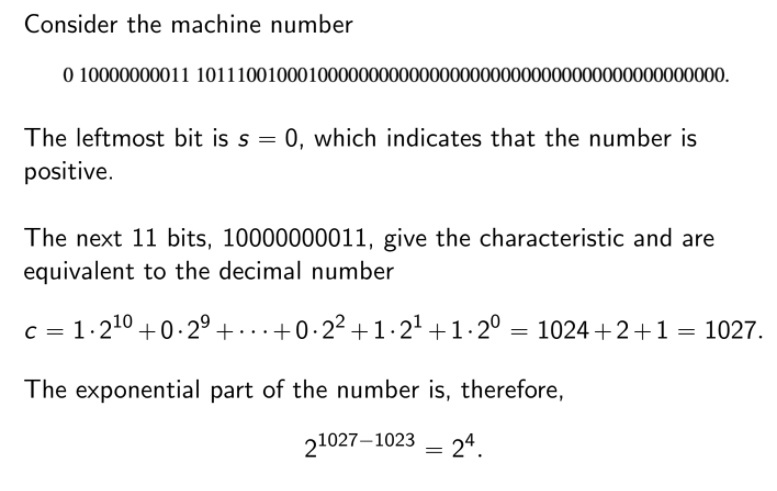 Consider the machine number
0 10000000011 1011100100010000000000000000000000000000000000000000.
The leftmost bit is s = 0, which indicates that the number is
positive.
The next 11 bits, 10000000011, give the characteristic and are
equivalent to the decimal number
c = 1·2^10 + 0·2^9 + ··· + 0·2^2 + 1·2^1 + 1·2^0 = 1024 + 2 + 1 = 1027.
The exponential part of the number is, therefore,
2^{1027−1023} = 2^4.